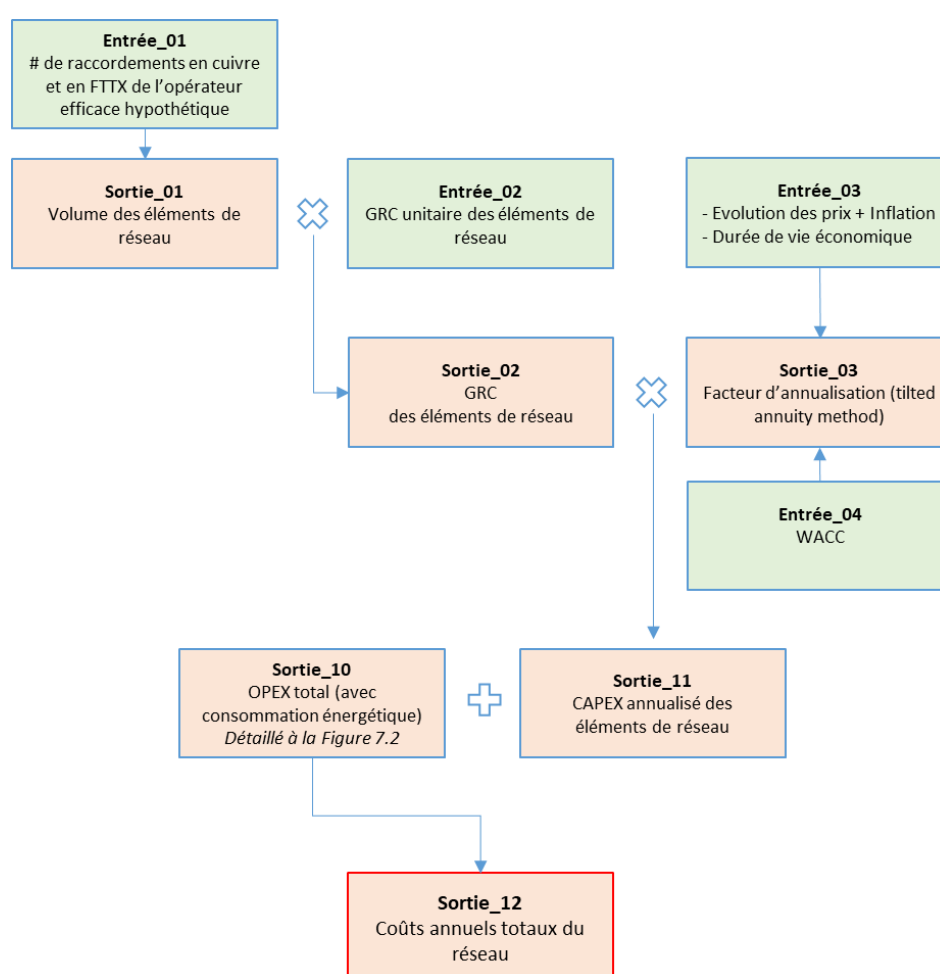 Entrée_01
# de raccordements en cuivre
et en FTTX de l'opérateur
efficace hypothétique
Sortie_01
Volume des éléments de
réseau
Entrée_02
GRC unitaire des éléments de
réseau
Entrée_03
- Evolution des prix + Inflation
- Durée de vie économique
Sortie_02
GRC
des éléments de réseau
Sortie_03
Facteur d'annualisation (tilted
annuity method)
Entrée_04
WACC
Sortie_10
OPEX total (avec
consommation énergétique)
Détaillé à la Figure 7.2
Sortie_11
CAPEX annualisé des
éléments de réseau
Sortie_12
Coûts annuels totaux du
réseau